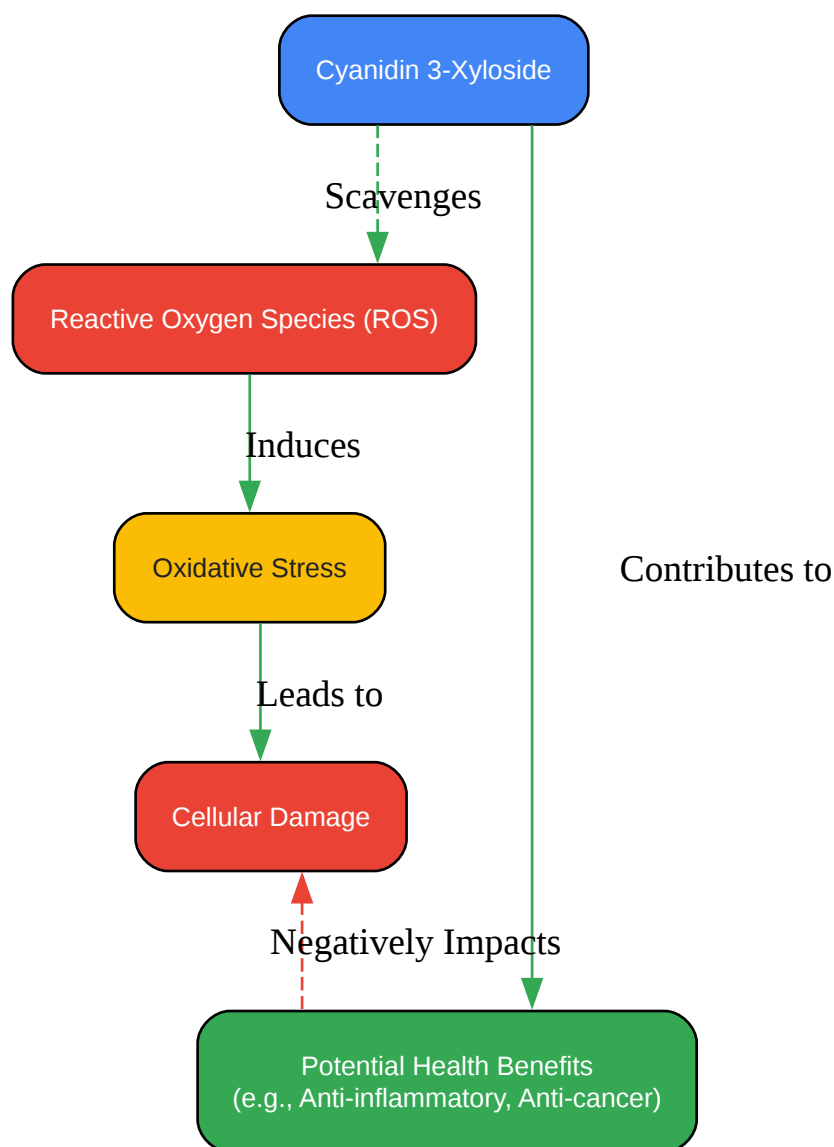 Cyanidin 3-Xyloside
Scavenges
Reactive Oxygen Species (ROS)
Induces
Oxidative Stress
Contributes to
Leads to
Cellular Damage
Negatively Impacts
Potential Health Benefits
(e.g., Anti-inflammatory, Anti-cancer)